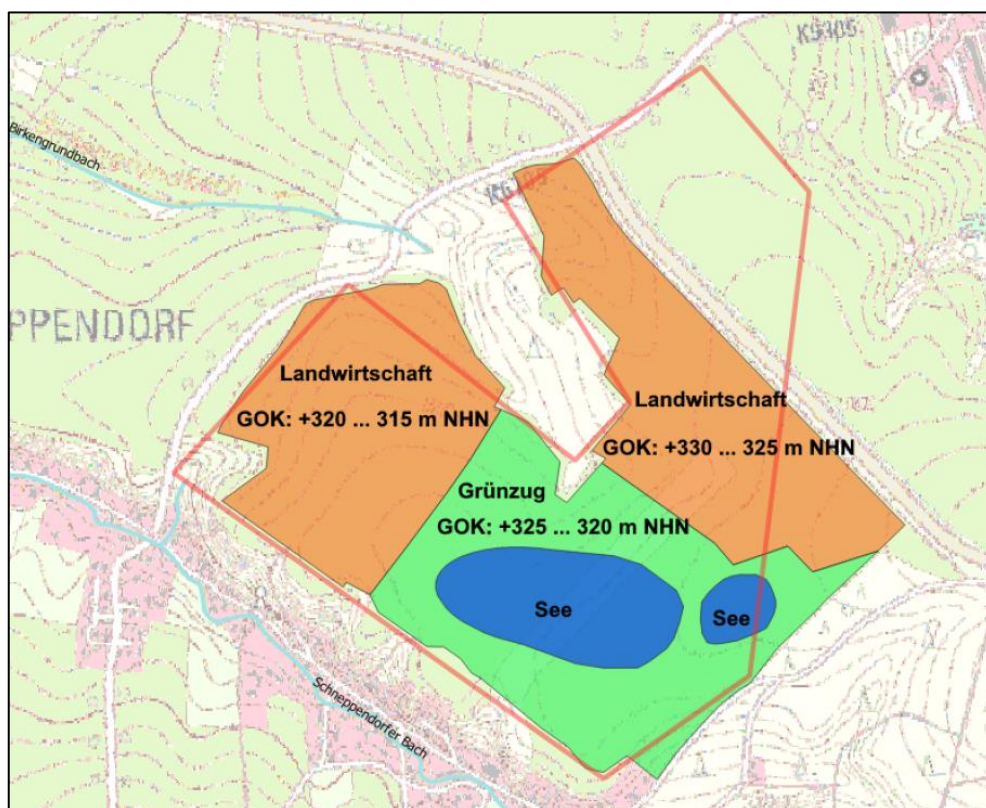 K9305
Birkengrundbach
PPENDORF
Landwirtschaft
GOK: +320 ... 315 m NHN
Landwirtschaft
GOK: +330 ... 325 m NHN
Grünzug
GOK: +325 ... 320 m NHN
See
See
Schneppendorfer Bach